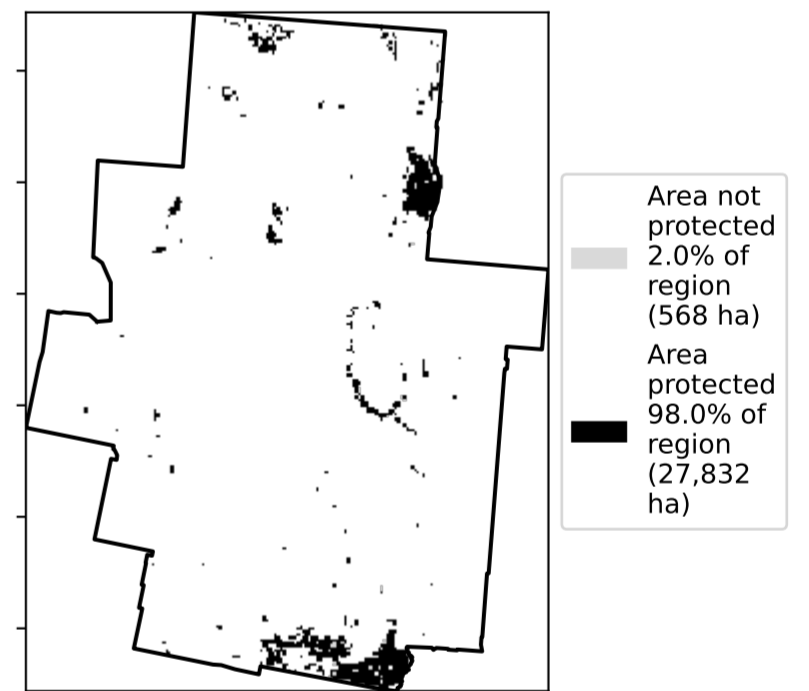 Area not
protected
2.0% of
region
(568 ha)
Area
protected
98.0% of
region
(27,832
ha)